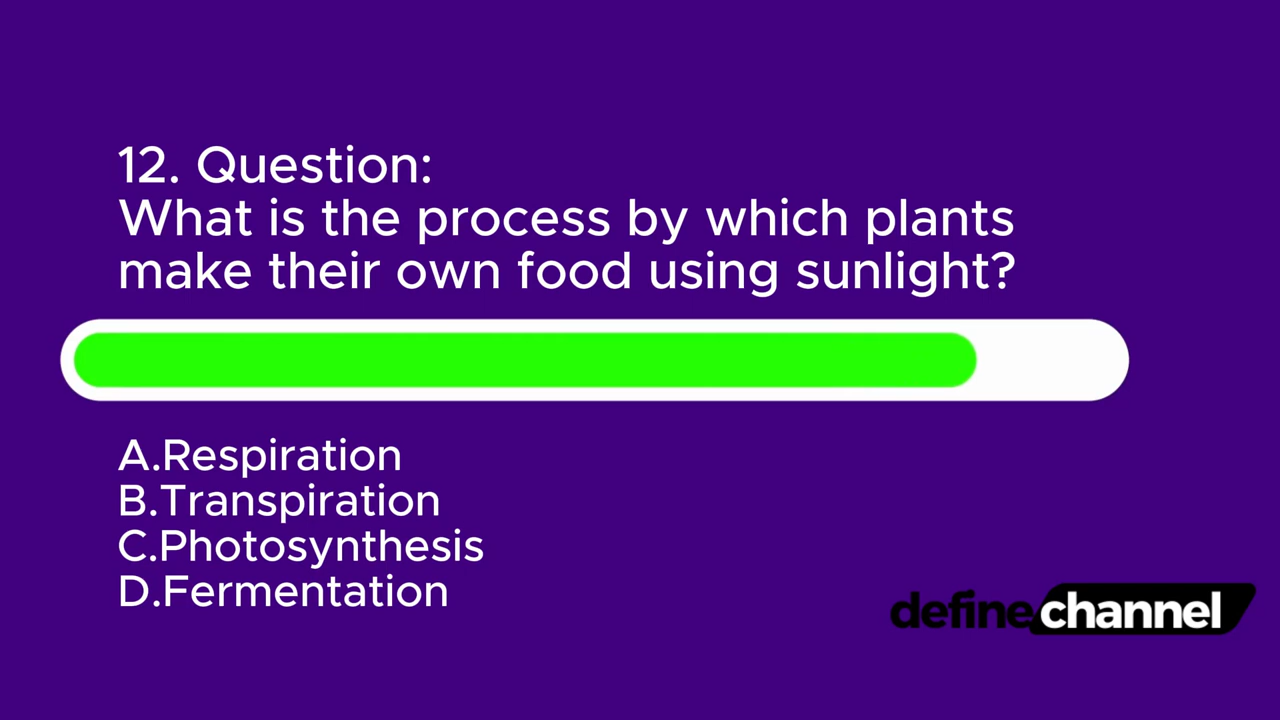 12. Question:
What is the process by which plants
make their own food using sunlight?
A.Respiration
B.Transpiration
C.Photosynthesis
D.Fermentation
definechannel